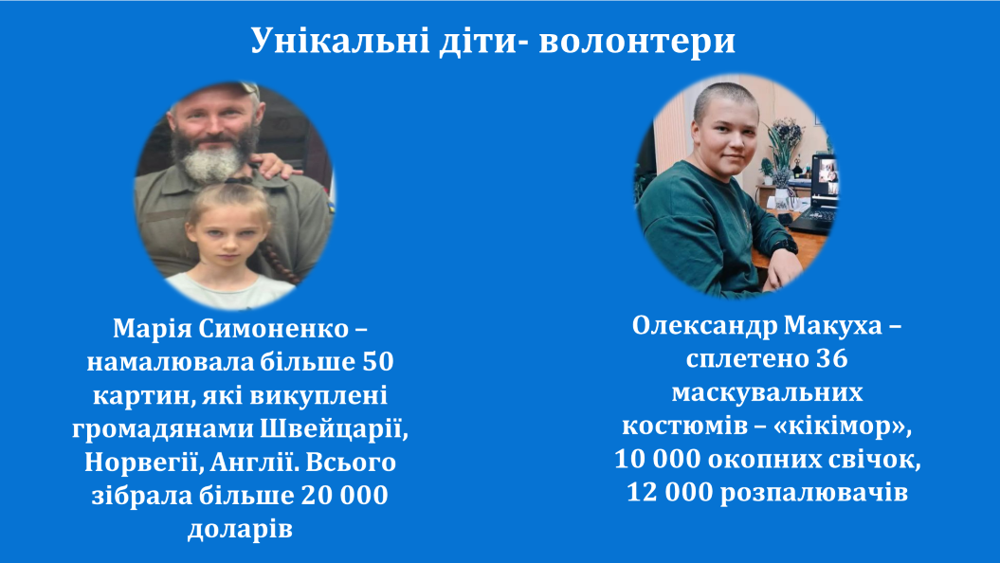 Унікальні діти- волонтери
Марія Симоненко –
намалювала більше 50
картин, які викуплені
громадянами Швейцарії,
Норвегії, Англії. Всього
зібрала більше 20 000
доларів
Олександр Макуха –
сплетено 36
маскувальних
костюмів – «кікімор»,
10 000 окопних свічок,
12 000 розпалювачів